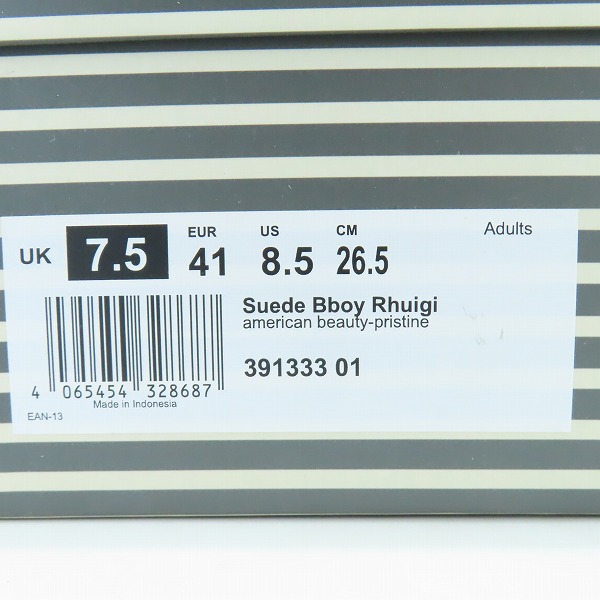 EUR US CM Adults
UK 7.5 41 8.5 26.5
Suede Bboy Rhuigi
american beauty-pristine
391333 01
4 065454 328687
Made in Indonesia
EAN-13